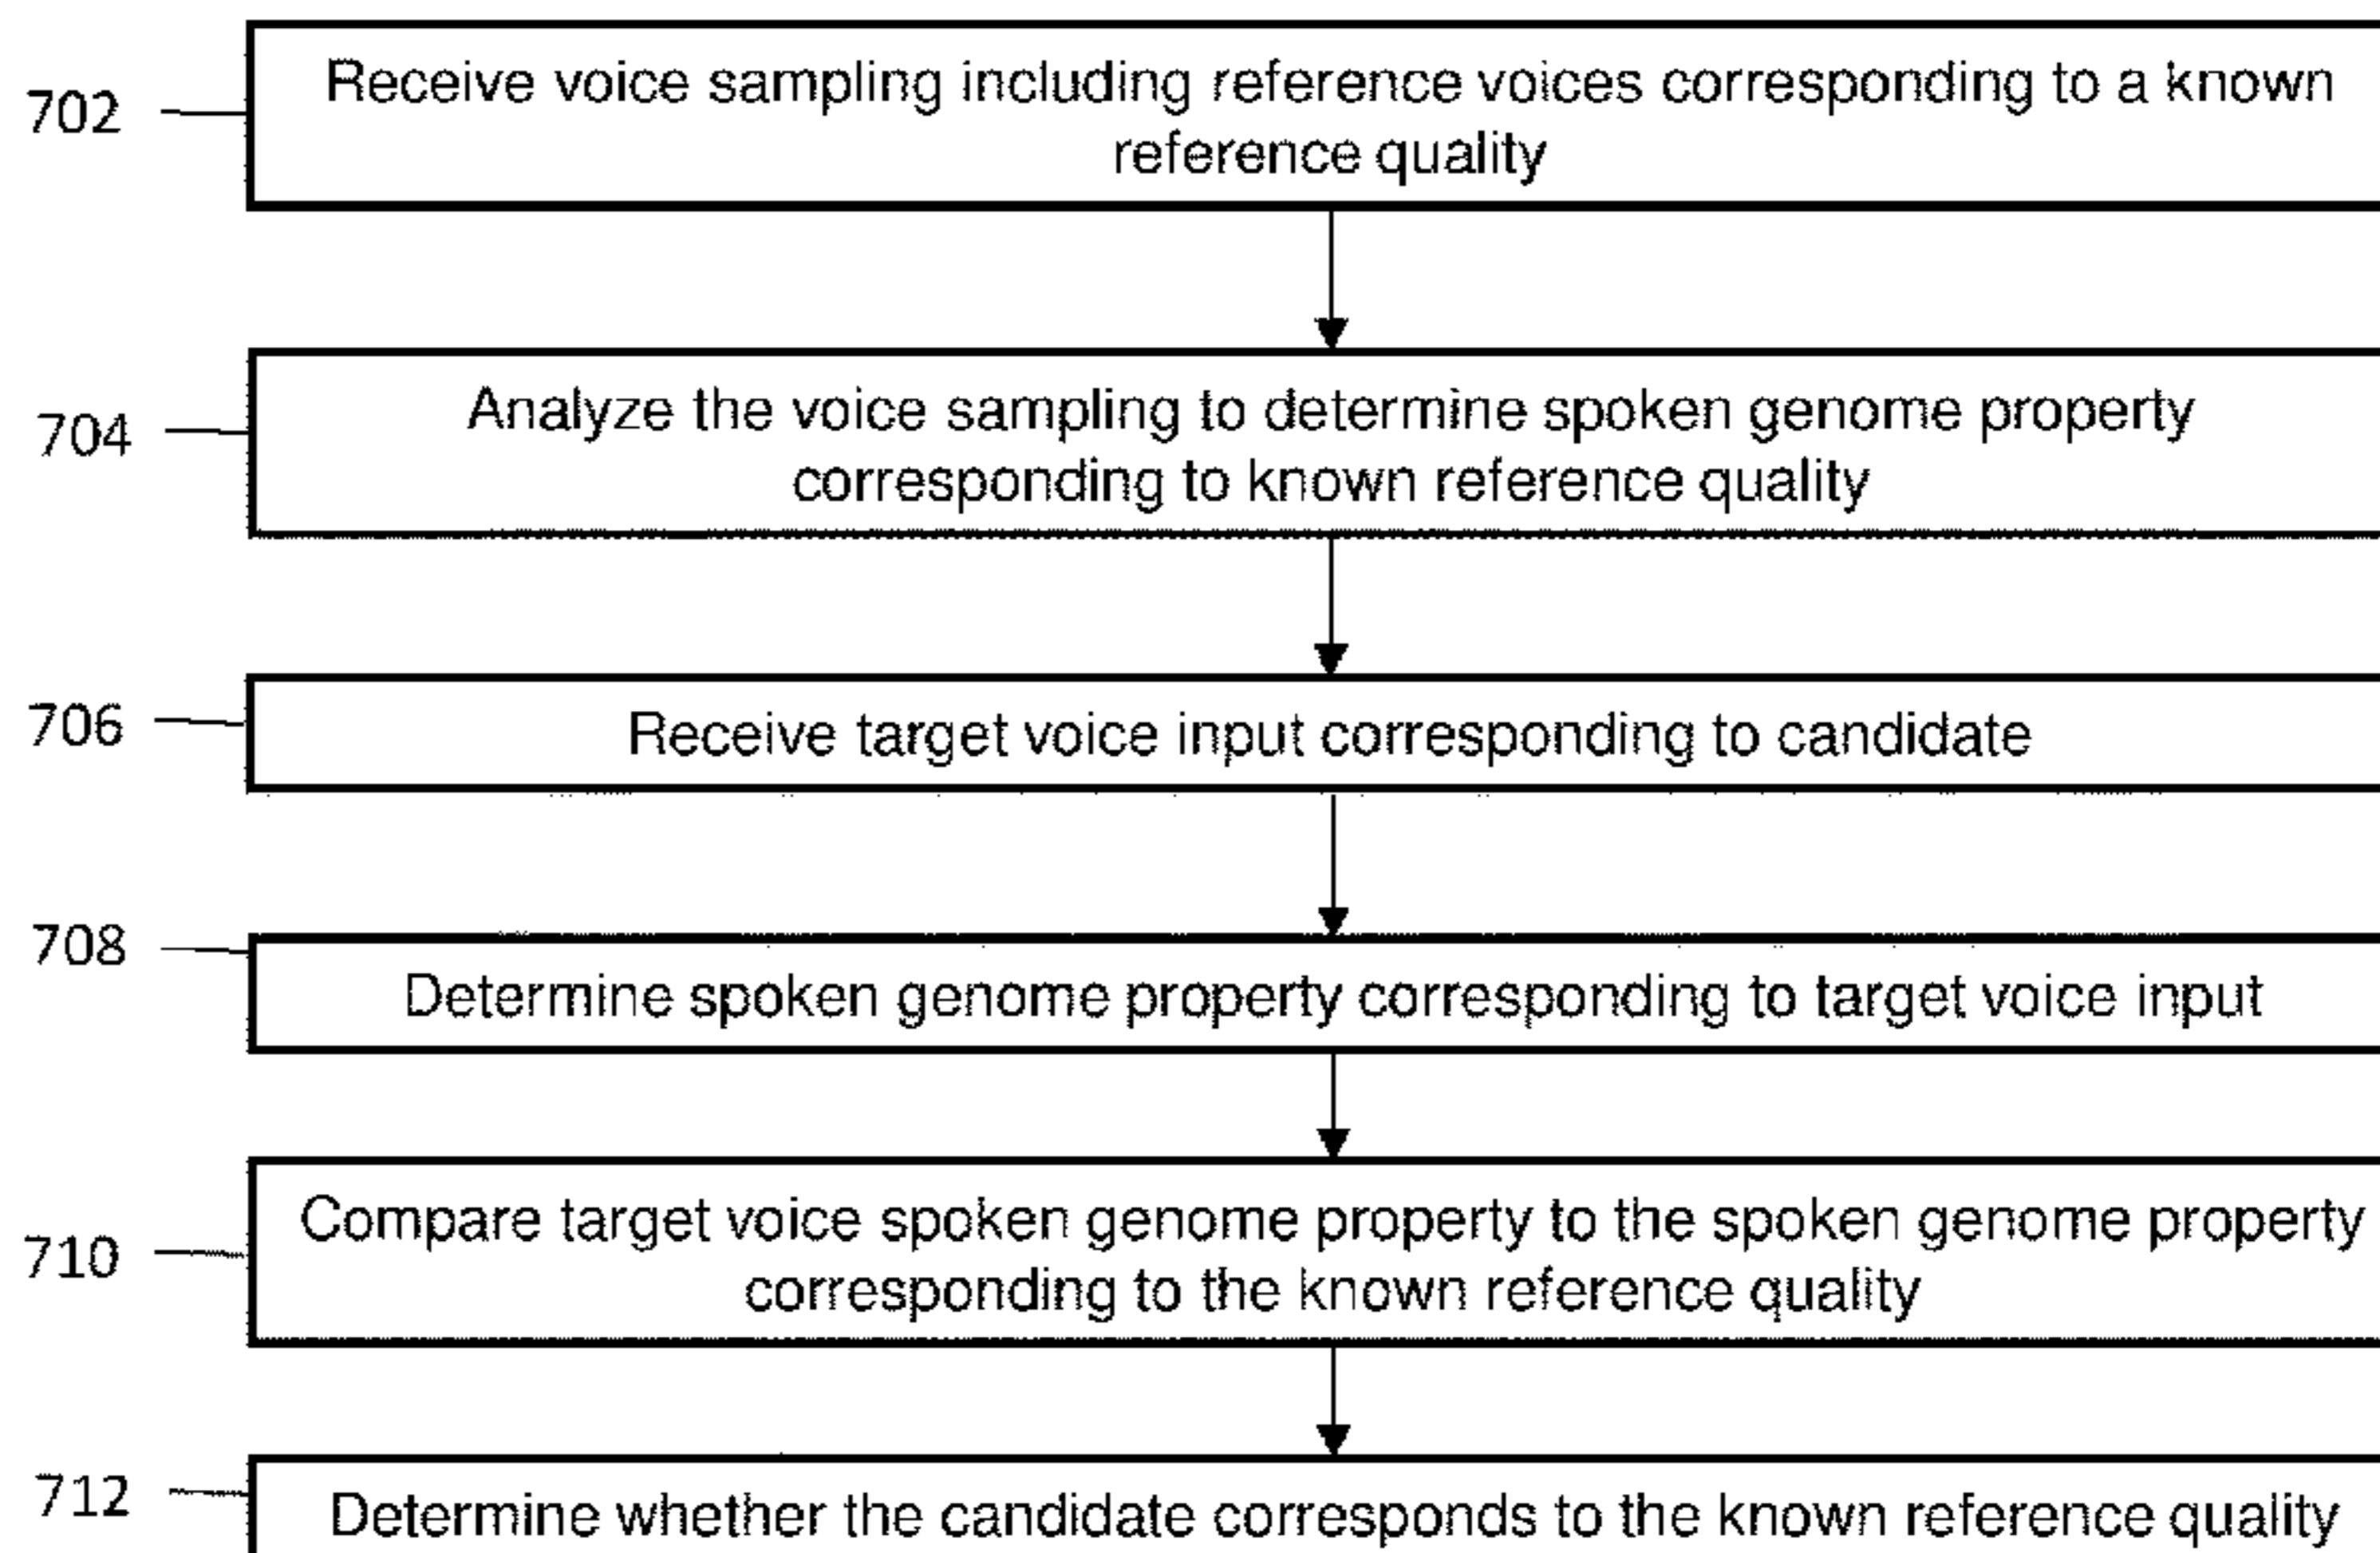 702
Receive voice sampling including reference voices corresponding to a known
reference quality
704
Analyze the voice sampling to determine spoken genome property
corresponding to known reference quality
706
Receive target voice input corresponding to candidate
708
Determine spoken genome property corresponding to target voice input
710
Compare target voice spoken genome property to the spoken genome property
corresponding to the known reference quality
712
Determine whether the candidate corresponds to the known reference quality